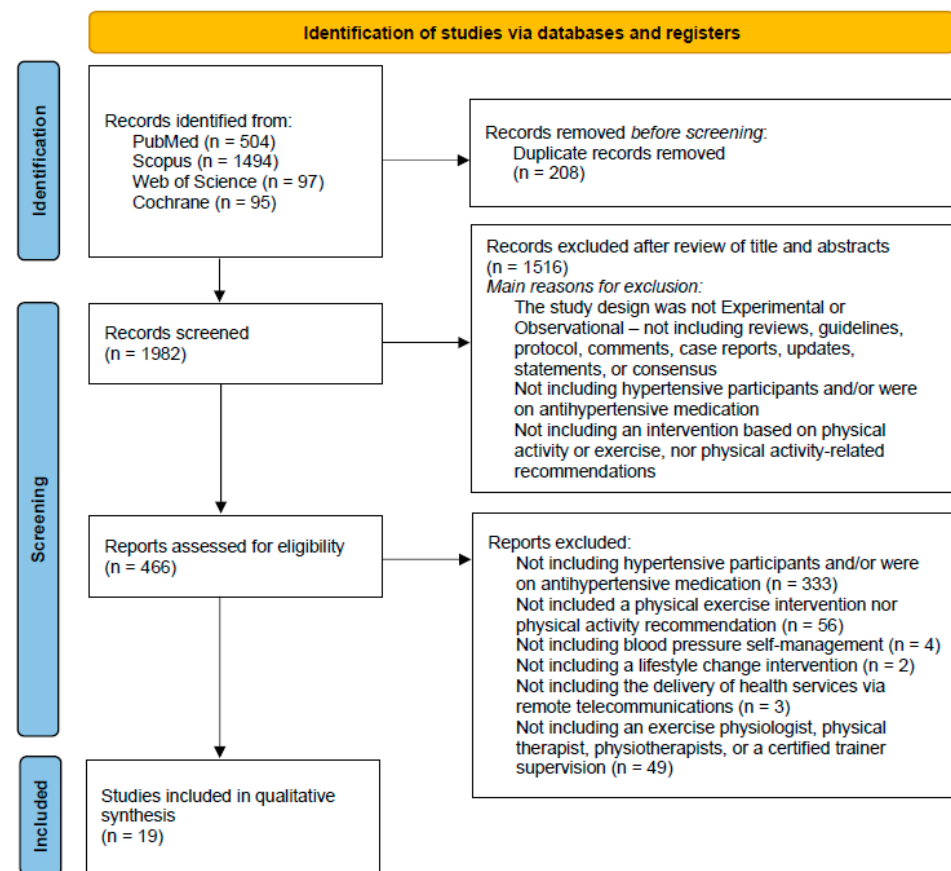 Identification of studies via databases and registers
Identification
Records identified from:
PubMed (n = 504)
Scopus (n = 1494)
Web of Science (n = 97)
Cochrane (n = 95)
Records removed before screening:
Duplicate records removed
(n = 208)
Screening
Records screened
(n = 1982)
Records excluded after review of title and abstracts
(n = 1516)
Main reasons for exclusion:
The study design was not Experimental or
Observational – not including reviews, guidelines,
protocol, comments, case reports, updates,
statements, or consensus
Not including hypertensive participants and/or were
on antihypertensive medication
Not including an intervention based on physical
activity or exercise, nor physical activity-related
recommendations
Reports assessed for eligibility
(n = 466)
Reports excluded:
Not including hypertensive participants and/or were
on antihypertensive medication (n = 333)
Not included a physical exercise intervention nor
physical activity recommendation (n = 56)
Not including blood pressure self-management (n = 4)
Not including a lifestyle change intervention (n = 2)
Not including the delivery of health services via
remote telecommunications (n = 3)
Not including an exercise physiologist, physical
therapist, physiotherapists, or a certified trainer
supervision (n = 49)
Included
Studies included in qualitative
synthesis
(n = 19)